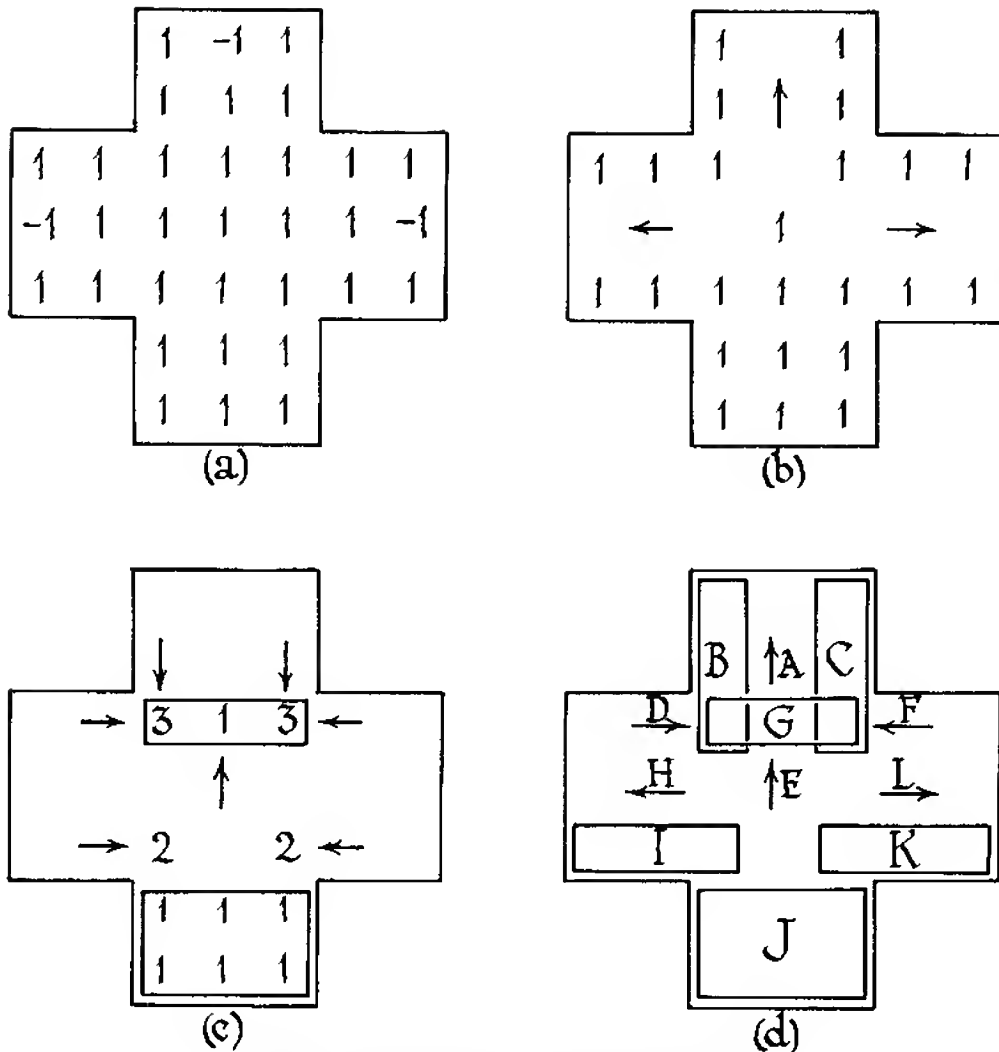 1 -1 1
1 1 1
1 1 1 1 1 1 1
-1 1 1 1 1 1 -1
1 1 1 1 1 1 1
1 1 1
1 1 1
(a)
1 1
1 ↑ 1
1 1 1 1 1 1
← 1 →
1 1 1 1 1 1 1
1 1 1
1 1 1
(b)
↓ ↓
→ 3 1 3 ←
↑
→ 2 2 ←
1 1 1
1 1 1
(c)
B ↑ A C
D → G F ←
H ← ↑ E L →
I K
J
(d)